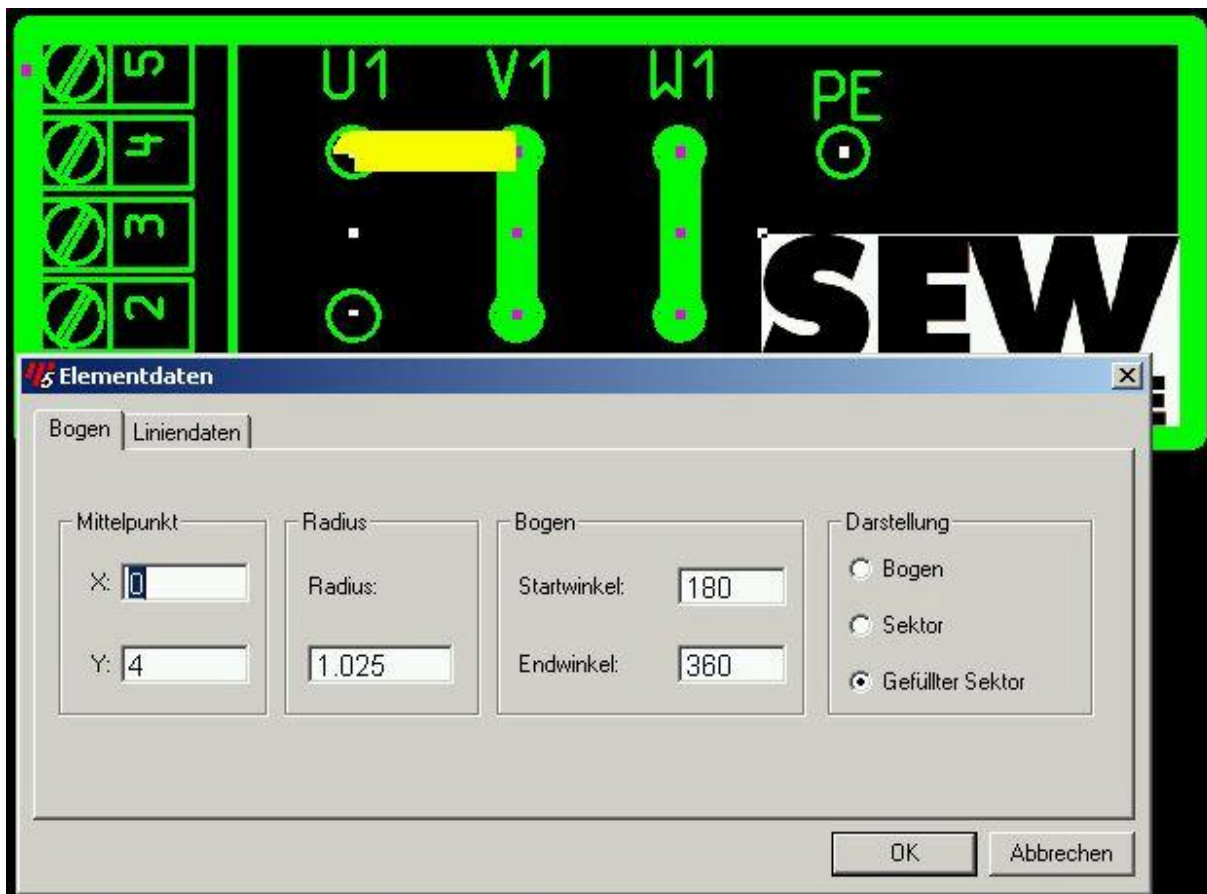 5
4
3
2
U1 V1 W1 PE
SEW
E
5 Elementdaten
Bogen Liniendaten
Mittelpunkt
X: 0
Y: 4
Radius
Radius:
1.025
Bogen
Startwinkel: 180
Endwinkel: 360
Darstellung
Bogen
Sektor
Gefüllter Sektor
OK Abbrechen